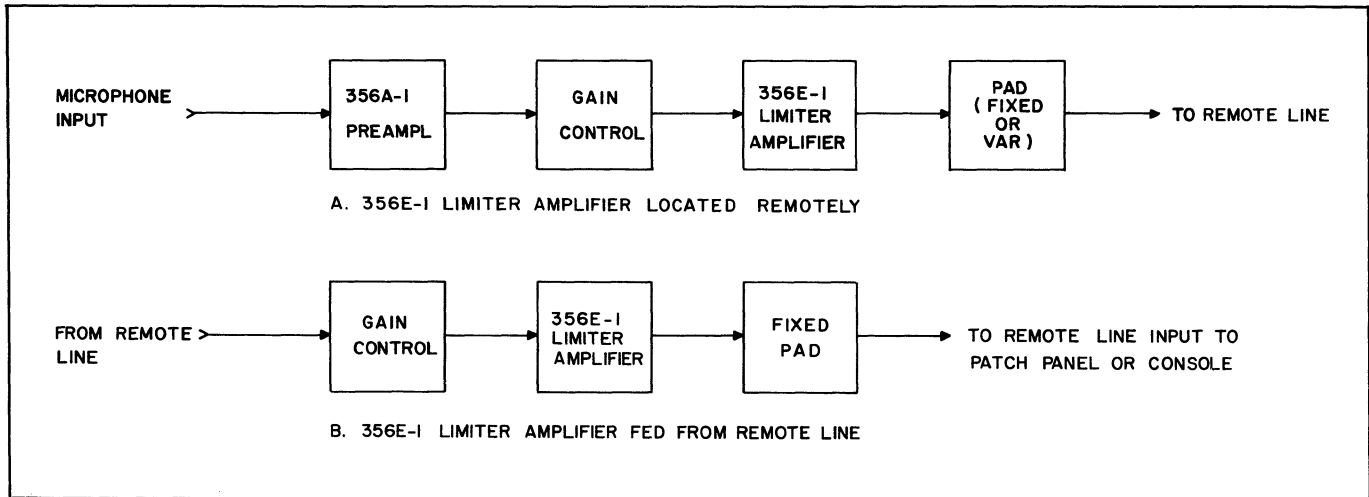 MICROPHONE
INPUT
356A-1
PREAMPL
GAIN
CONTROL
356E-1
LIMITER
AMPLIFIER
PAD
( FIXED
OR
VAR )
TO REMOTE LINE
A. 356E-1 LIMITER AMPLIFIER LOCATED REMOTELY
FROM REMOTE
LINE
GAIN
CONTROL
356E-1
LIMITER
AMPLIFIER
FIXED
PAD
TO REMOTE LINE INPUT TO
PATCH PANEL OR CONSOLE
B. 356E-1 LIMITER AMPLIFIER FED FROM REMOTE LINE